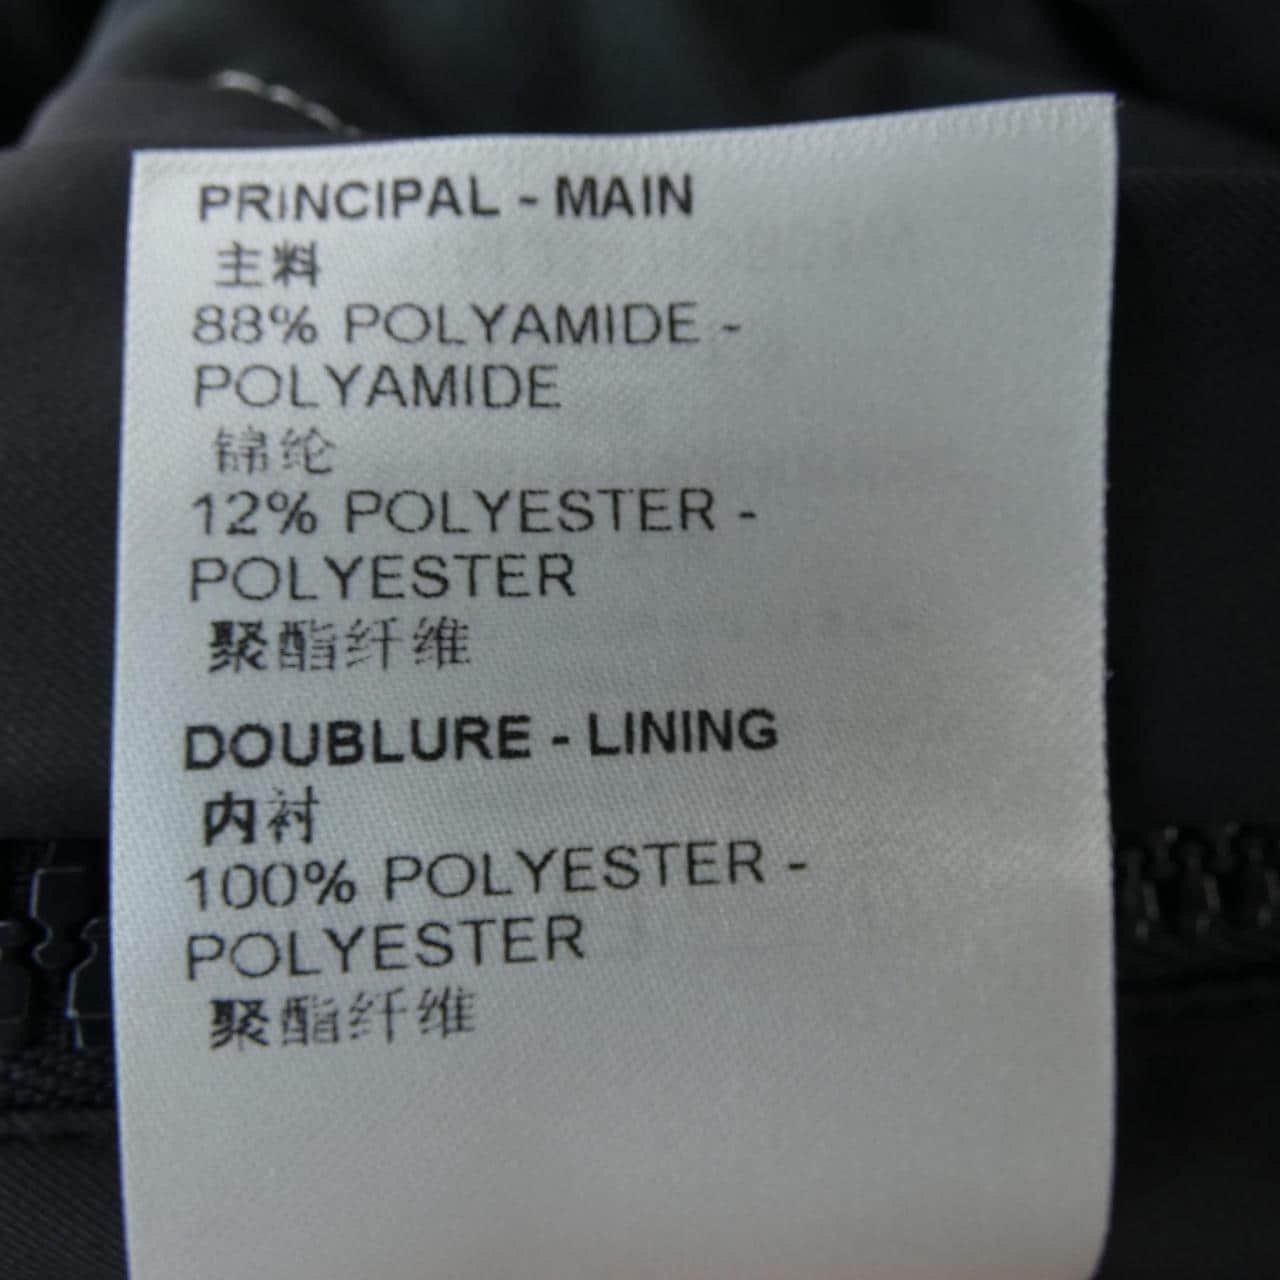 PRINCIPAL - MAIN
主料
88% POLYAMIDE -
POLYAMIDE
锦纶
12% POLYESTER -
POLYESTER
聚酯纤维
DOUBLURE - LINING
内衬
100% POLYESTER -
POLYESTER
聚酯纤维